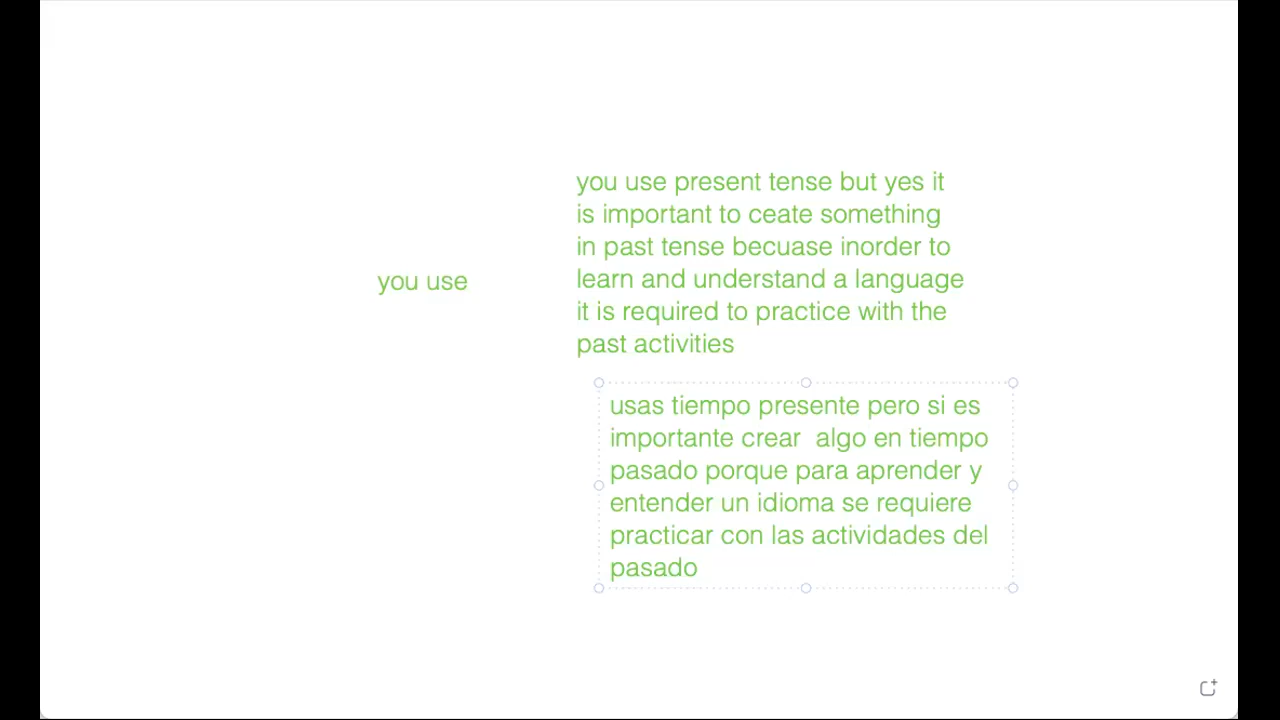 you use present tense but yes it
is important to ceate something
in past tense becuase inorder to
learn and understand a language
it is required to practice with the
past activities
you use
usas tiempo presente pero si es
importante crear  algo en tiempo
pasado porque para aprender y
entender un idioma se requiere
practicar con las actividades del
pasado